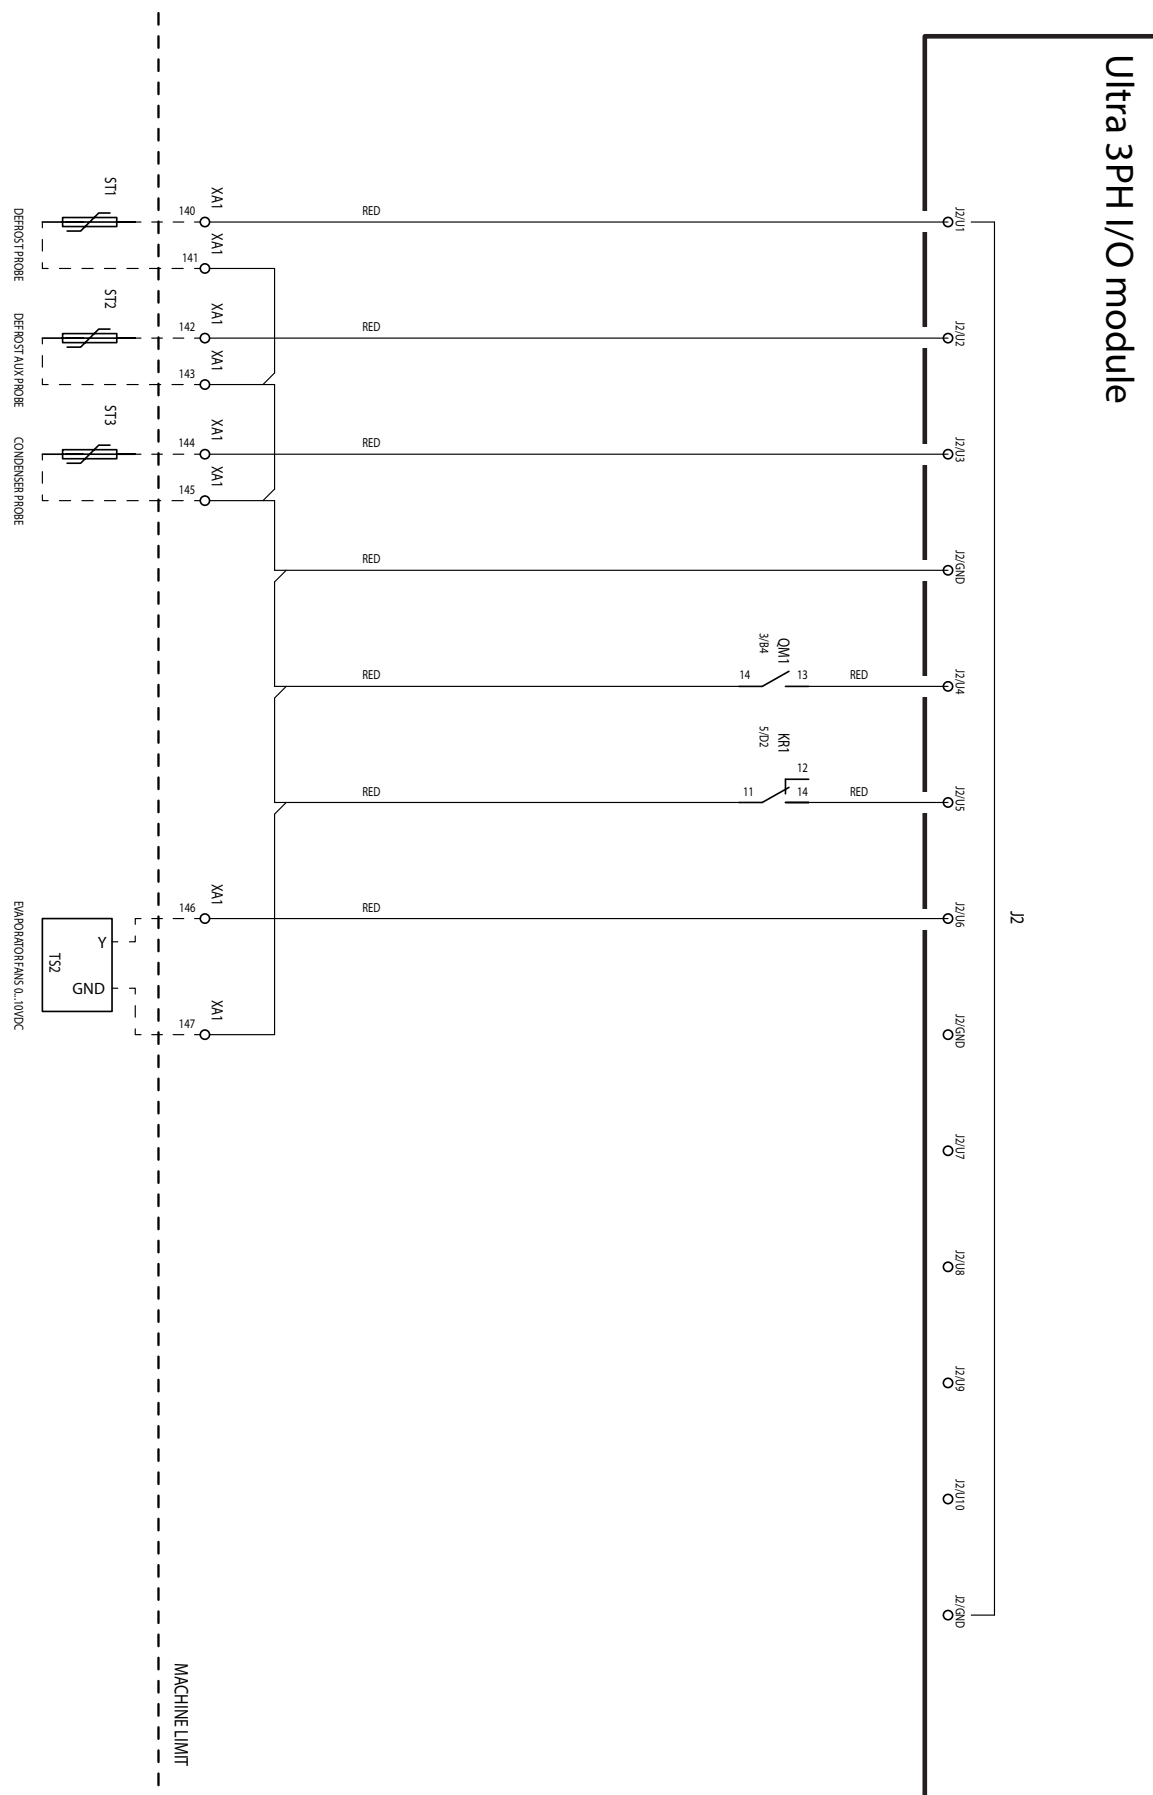 Ultra 3PH I/O module
J2
J2/U1
J2/U2
J2/U3
J2/GND
J2/U4
J2/U5
J2/U6
J2/GND
J2/U7
J2/U8
J2/U9
J2/U10
J2/GND
RED
RED
RED
RED
RED
RED
RED
RED
RED
QM1
3/B4
14
13
KR1
5/D2
12
11
14
XA1
140
XA1
141
XA1
142
XA1
143
XA1
144
XA1
145
XA1
146
XA1
147
MACHINE LIMIT
ST1
ST2
ST3
Y
TS2
GND
DEFROST PROBE
DEFROST AUX PROBE
CONDENSER PROBE
EVAPORATOR FANS 0...10VDC